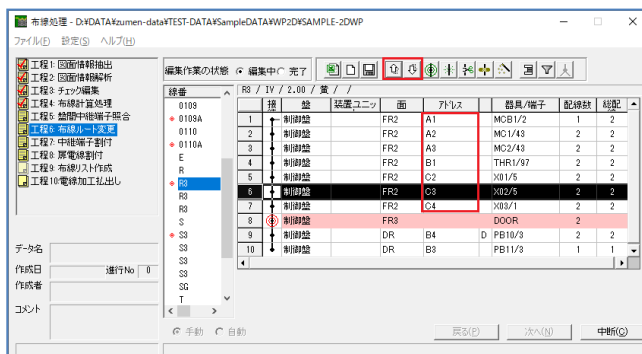 布線処理 - D:¥DATA¥zumen-data¥TEST-DATA¥SampleDATA¥WP2D¥SAMPLE-2DWP
ファイル(F) 設定(S) ヘルプ(H)
工程1: 図面情報抽出
工程2: 図面情報解析
工程3: チェック編集
工程4: 布線計算処理
工程5: 盤間中継端子照合
工程6: 布線ルート変更
工程7: 中継端子割付
工程8: 扉電線割付
工程9: 布線リスト作成
工程10:電線加工払出し
データ名
作成日 進行No 0
作成者
コメント
編集作業の状態 編集中 完了
線番
0109
0109A
0110
0110A
E
R
R3
R3
R3
S
S3
S3
S3
S3
SG
T
R3 / IV / 2.00 / 黄 / /
接 盤 装置ユニッ 面 アドレス 器具/端子 配線数 総配
1 制御盤 FR2 A1 MCB1/2 1 2
2 制御盤 FR2 A2 MC1/43 2 2
3 制御盤 FR2 A3 MC2/43 2 2
4 制御盤 FR2 B1 THR1/97 2 2
5 制御盤 FR2 C2 X01/5 2 2
6 制御盤 FR2 C3 X02/5 2 2
7 制御盤 FR2 C4 X03/1 2 2
8 制御盤 FR3 DOOR 2
9 制御盤 DR B4 D PB10/3 2 2
10 制御盤 DR B3 PB11/3 1 1
手動 自動
戻る(P) 次へ(N) 中断(C)